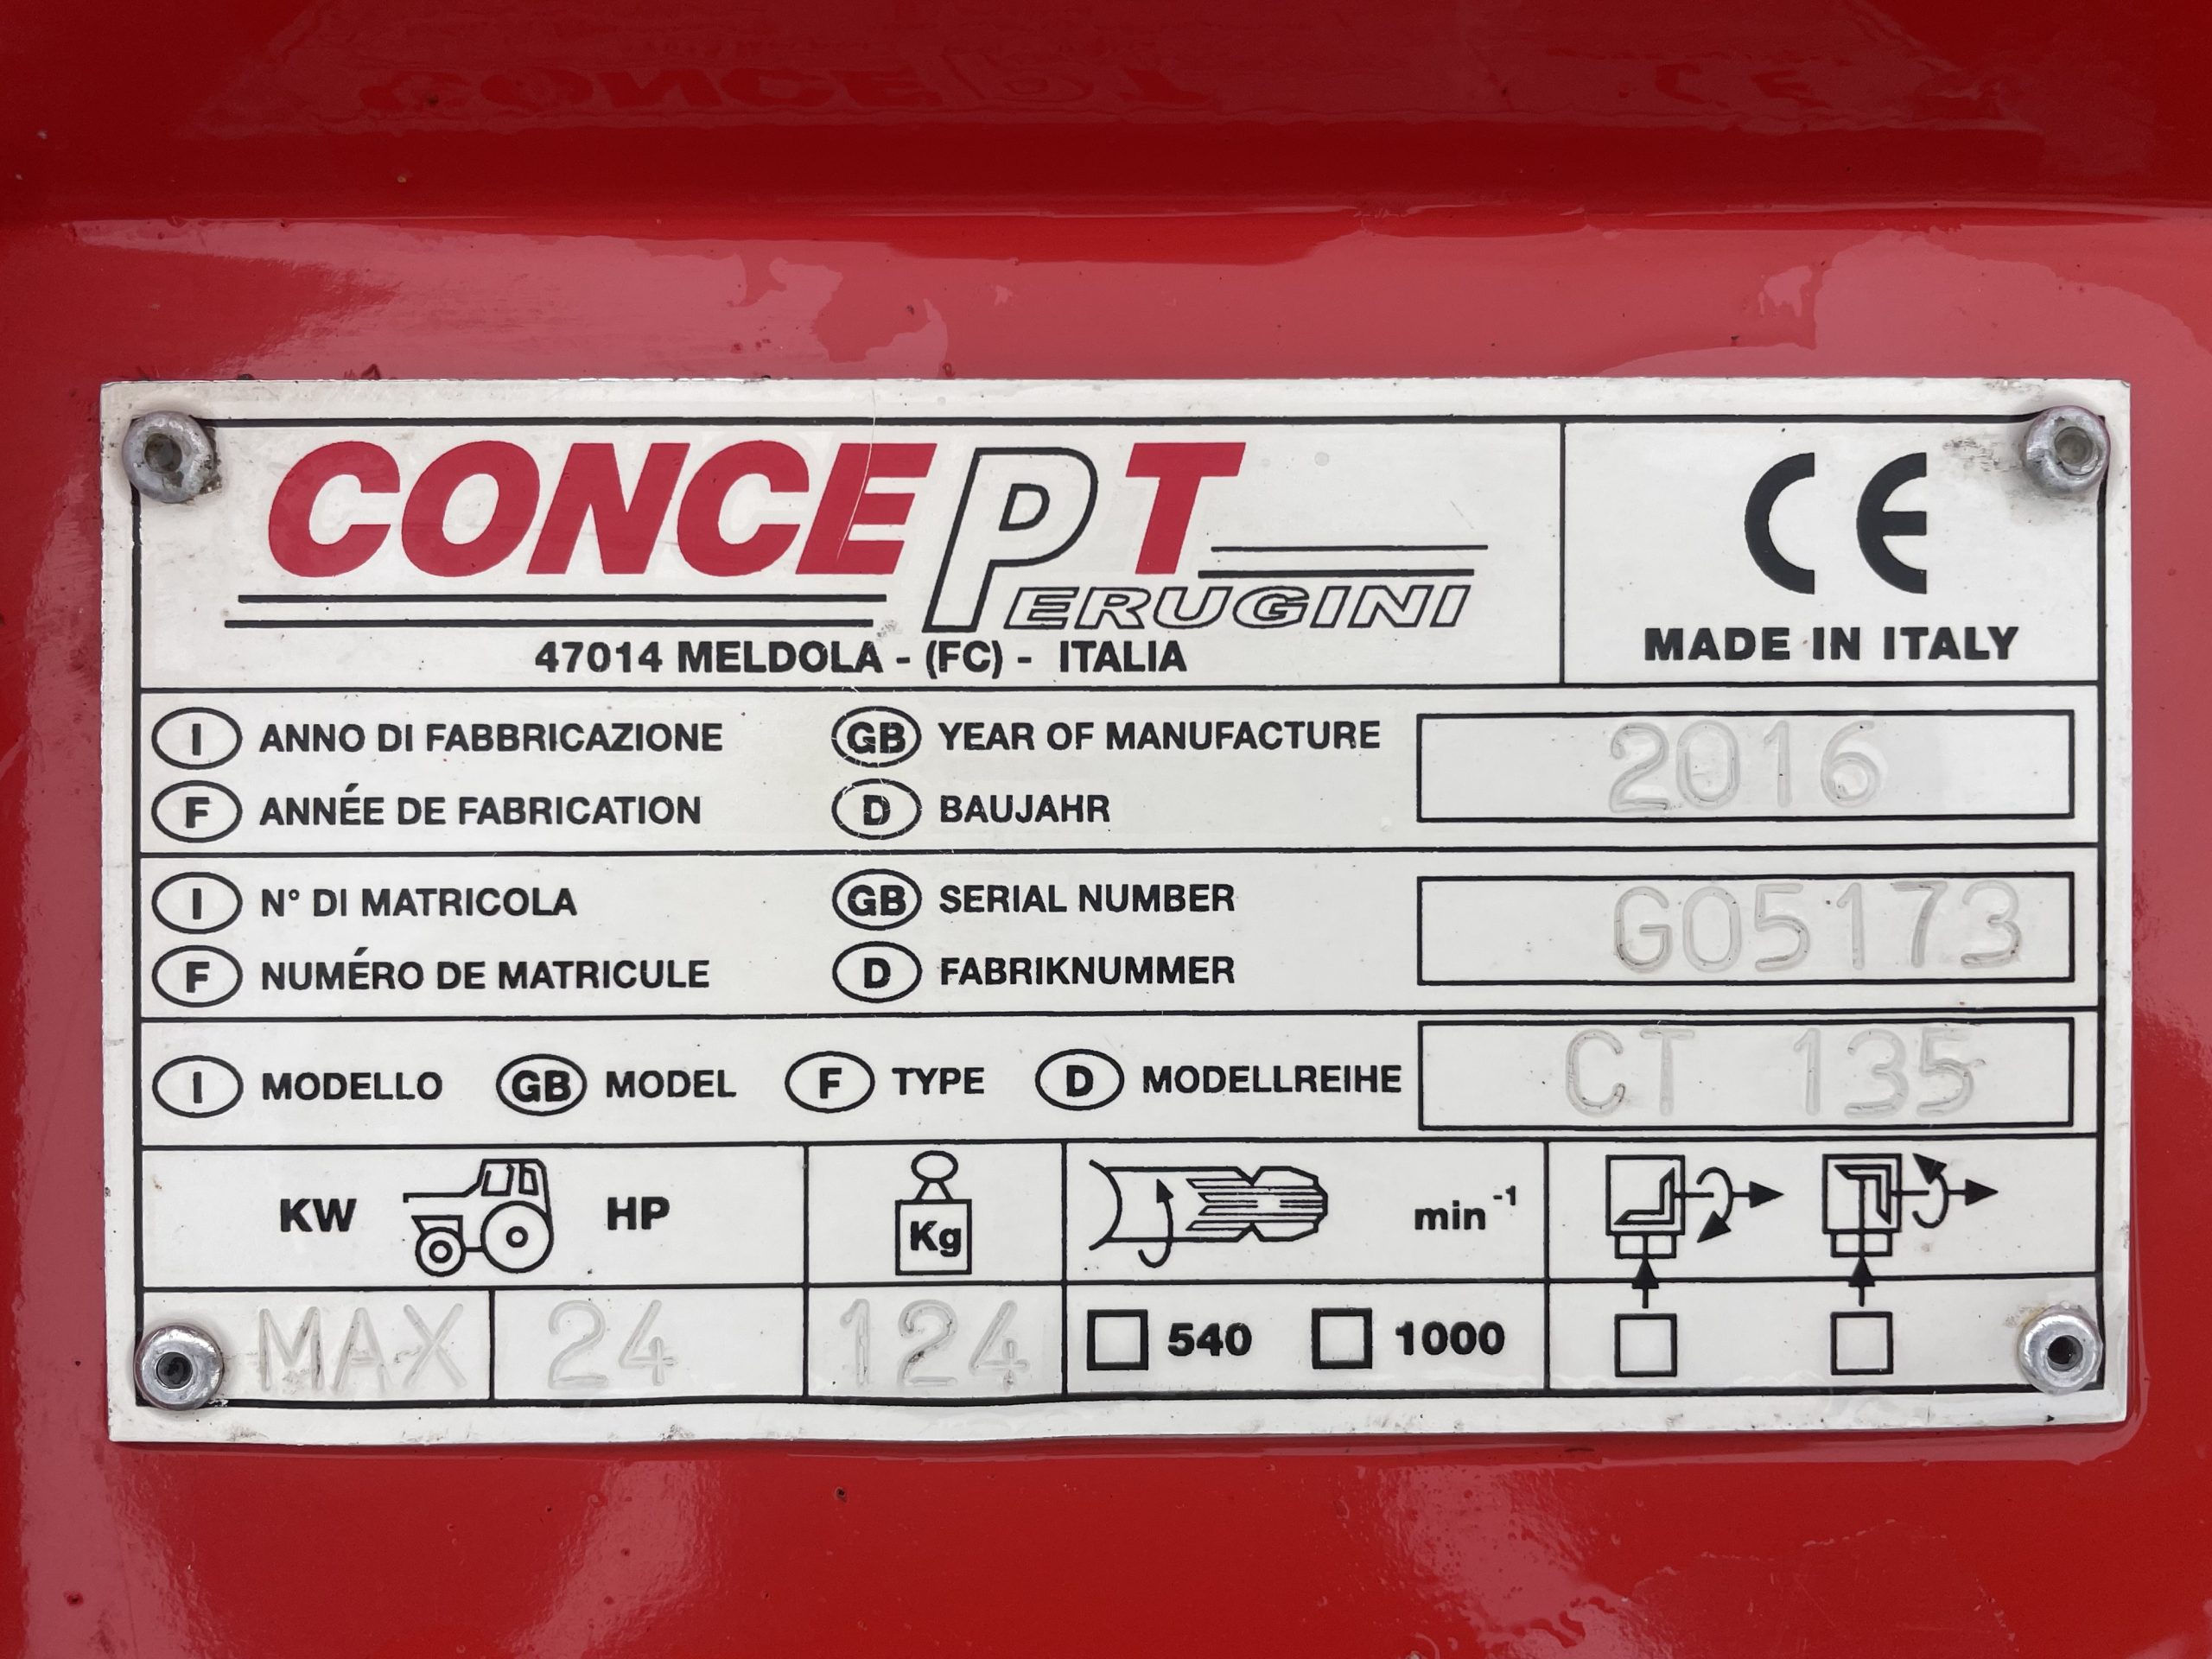 CONCEPT
PERUGINI
47014 MELDOLA - (FC) - ITALIA
CE
MADE IN ITALY
I ANNO DI FABBRICAZIONE GB YEAR OF MANUFACTURE 2016
F ANNÉE DE FABRICATION D BAUJAHR
I N° DI MATRICOLA GB SERIAL NUMBER G05173
F NUMÉRO DE MATRICULE D FABRIKNUMMER
I MODELLO GB MODEL F TYPE D MODELLREIHE CT 135
KW HP Kg min⁻¹
MAX 24 124 540 1000